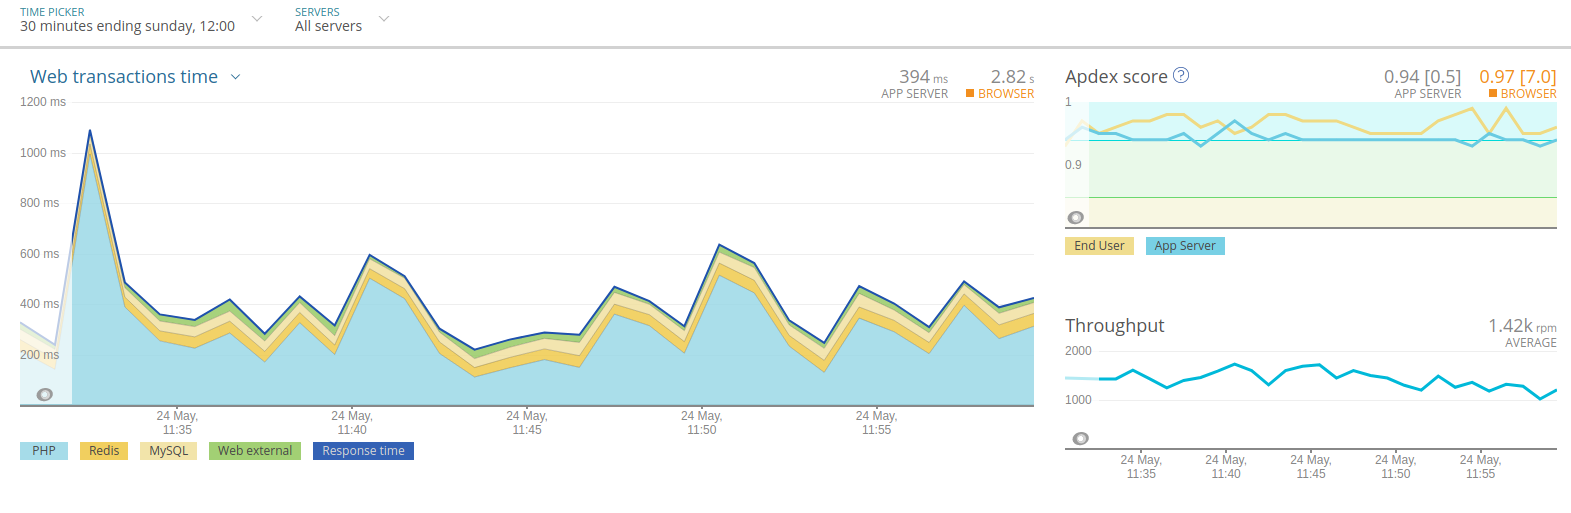 TIME PICKER
30 minutes ending sunday, 12:00
SERVERS
All servers
Web transactions time
394 ms
APP SERVER
2.82 s
BROWSER
1200 ms
1000 ms
800 ms
600 ms
400 ms
200 ms
24 May,
11:35
24 May,
11:40
24 May,
11:45
24 May,
11:50
24 May,
11:55
PHP
Redis
MySQL
Web external
Response time
Apdex score ?
0.94 [0.5]
APP SERVER
0.97 [7.0]
BROWSER
1
0.9
End User
App Server
Throughput
1.42k rpm
AVERAGE
2000
1000
24 May,
11:35
24 May,
11:40
24 May,
11:45
24 May,
11:50
24 May,
11:55